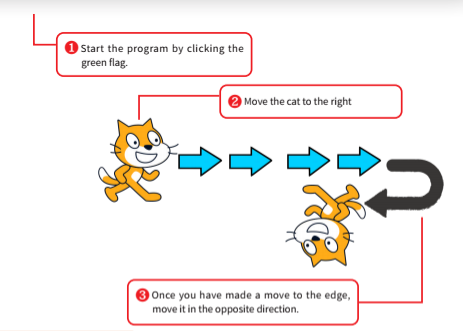 1 Start the program by clicking the
green flag.
2 Move the cat to the right
3 Once you have made a move to the edge,
move it in the opposite direction.